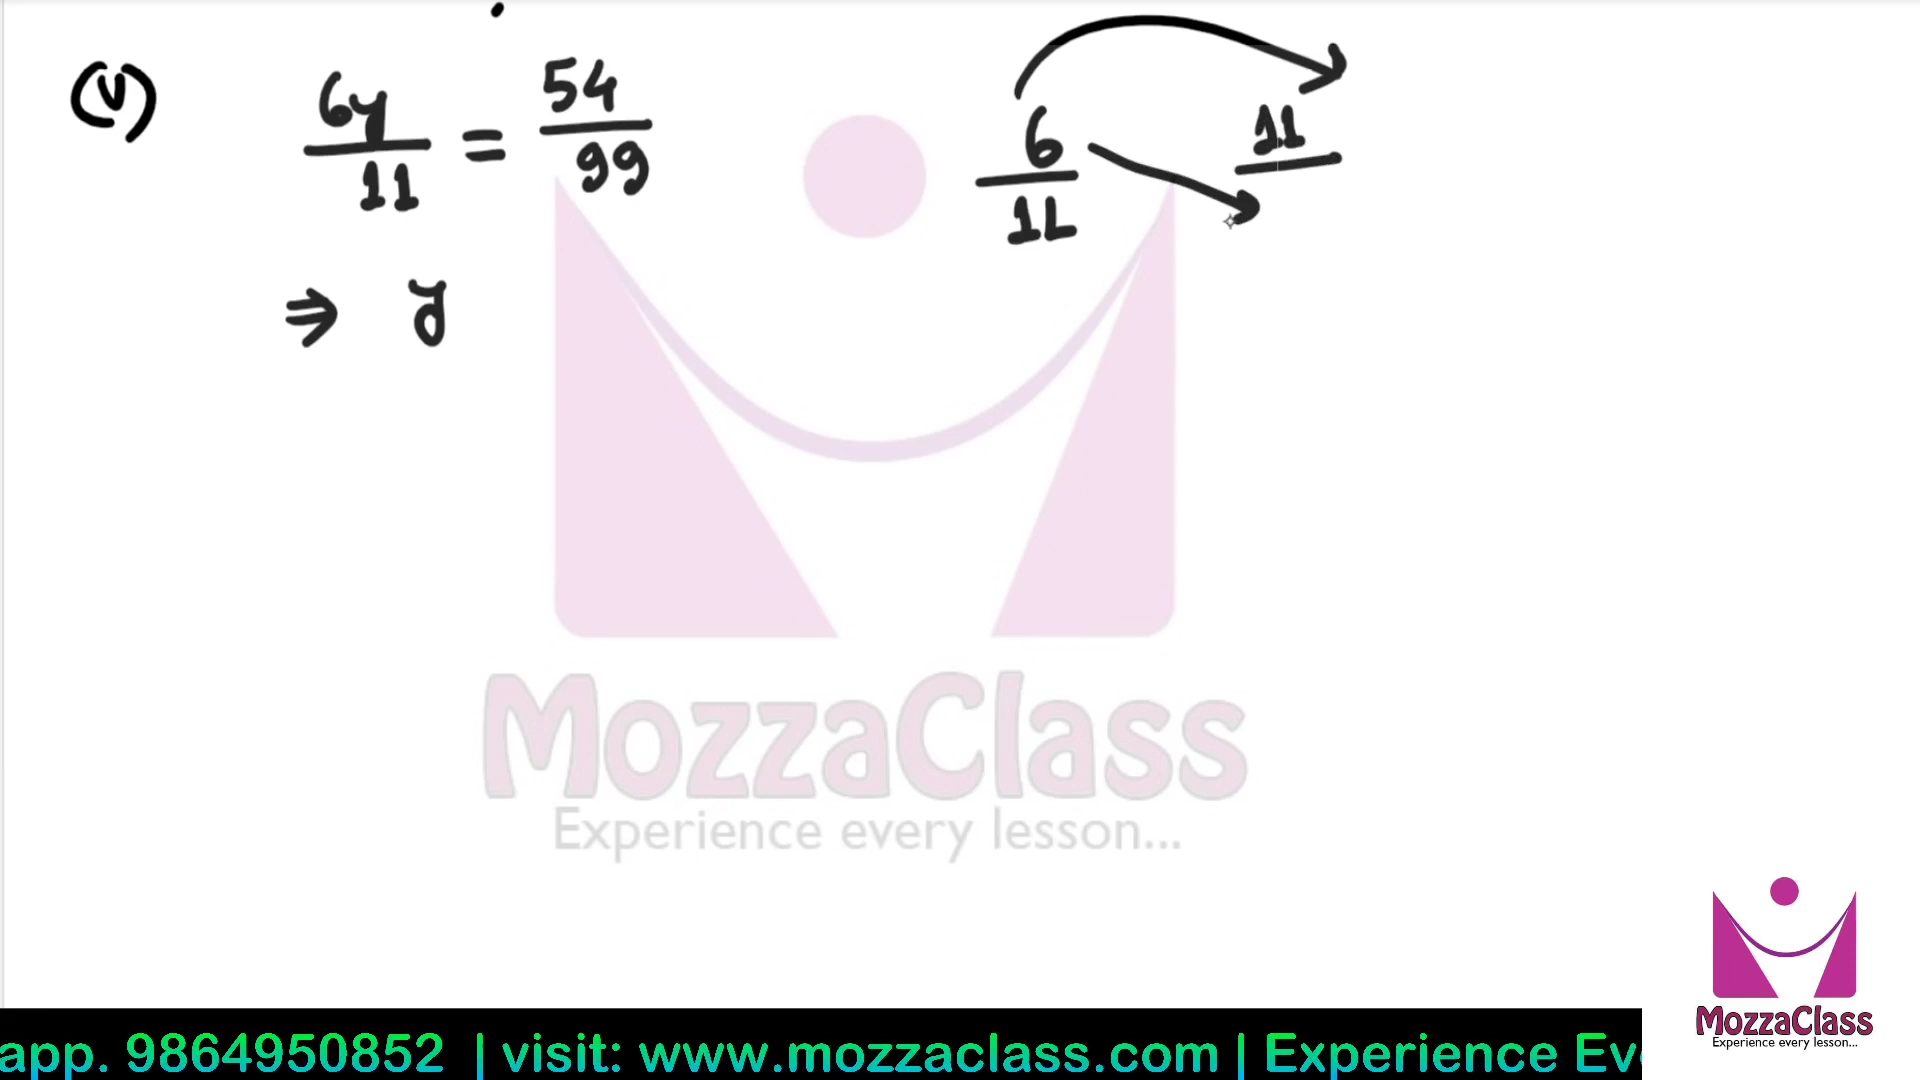 (v) 6y/11 = 54/99
6/11
11
⇒ y
MozzaClass
Experience every lesson...
MozzaClass
Experience every lesson...
app. 9864950852 | visit: www.mozzaclass.com | Experience Ev